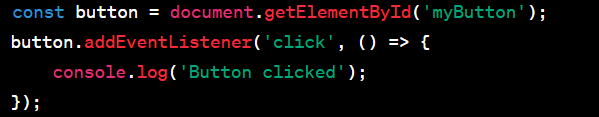 const button = document.getElementById('myButton');
button.addEventListener('click', () => {
    console.log('Button clicked');
});